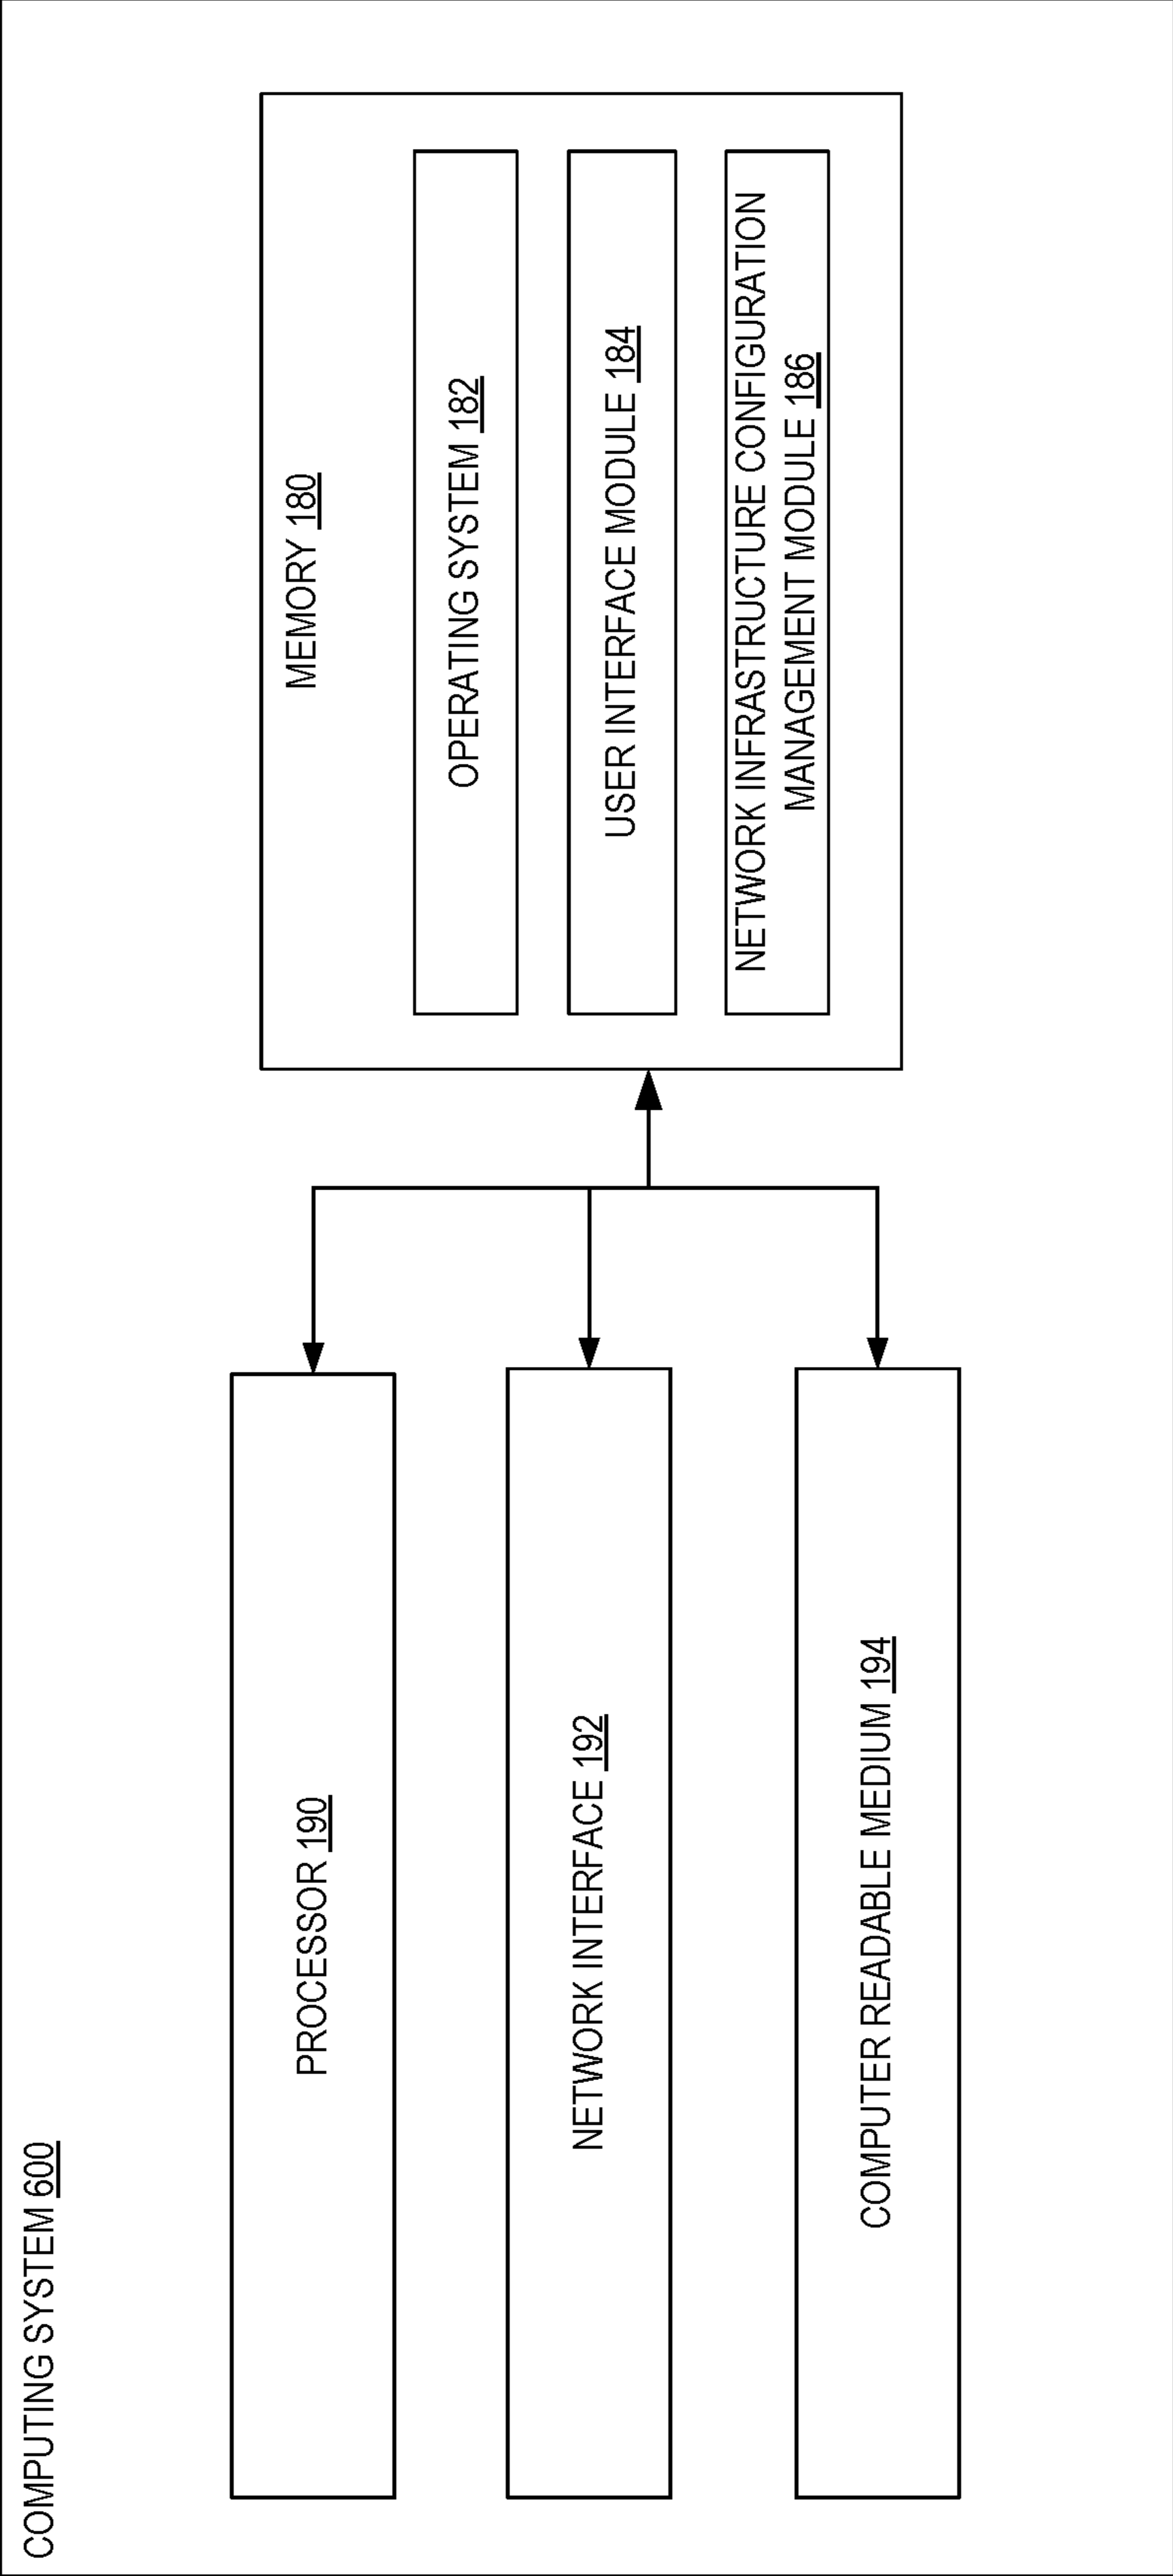 COMPUTING SYSTEM 600
PROCESSOR 190
NETWORK INTERFACE 192
COMPUTER READABLE MEDIUM 194
MEMORY 180
OPERATING SYSTEM 182
USER INTERFACE MODULE 184
NETWORK INFRASTRUCTURE CONFIGURATION
MANAGEMENT MODULE 186